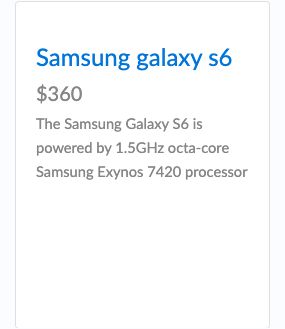 Samsung galaxy s6
$360
The Samsung Galaxy S6 is
powered by 1.5GHz octa-core
Samsung Exynos 7420 processor